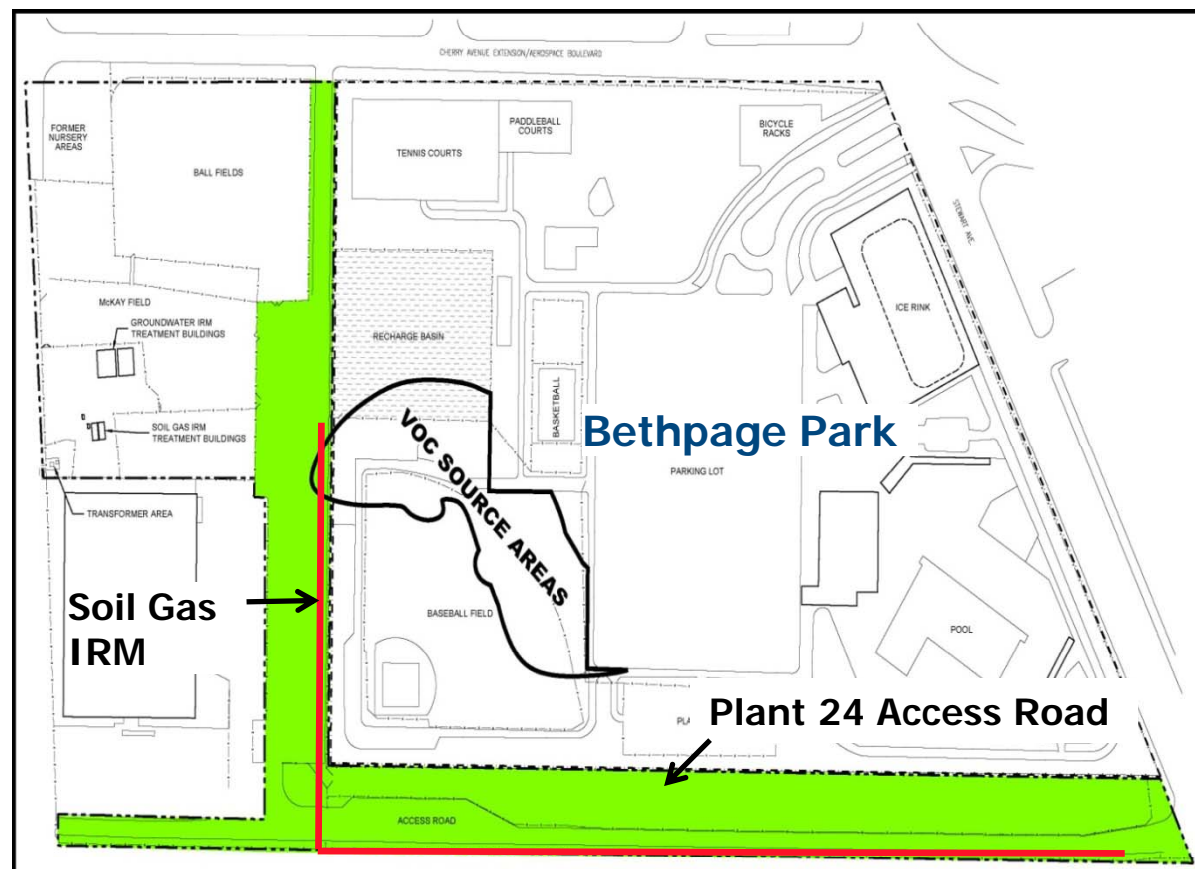 CHERRY AVENUE EXTENSION/AEROSPACE BOULEVARD
FORMER
NURSERY
AREAS
BALL FIELDS
TENNIS COURTS
PADDLEBALL
COURTS
BICYCLE
RACKS
STEWART AVE.
McKAY FIELD
GROUNDWATER IRM
TREATMENT BUILDINGS
RECHARGE BASIN
ICE RINK
SOIL GAS IRM
TREATMENT BUILDINGS
BASKETBALL
Bethpage Park
PARKING LOT
VOC SOURCE AREAS
TRANSFORMER AREA
Soil Gas
IRM
BASEBALL FIELD
POOL
Plant 24 Access Road
ACCESS ROAD